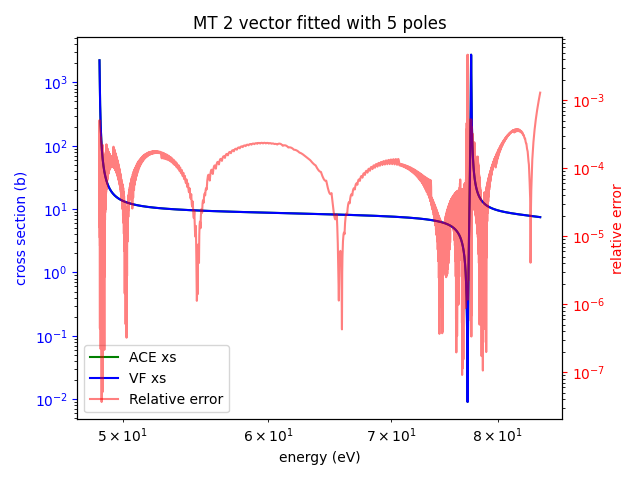 MT 2 vector fitted with 5 poles
10³
10²
10¹
10⁰
10⁻¹
10⁻²
cross section (b)
10⁻³
10⁻⁴
10⁻⁵
10⁻⁶
10⁻⁷
relative error
ACE xs
VF xs
Relative error
5 × 10¹
6 × 10¹
7 × 10¹
8 × 10¹
energy (eV)